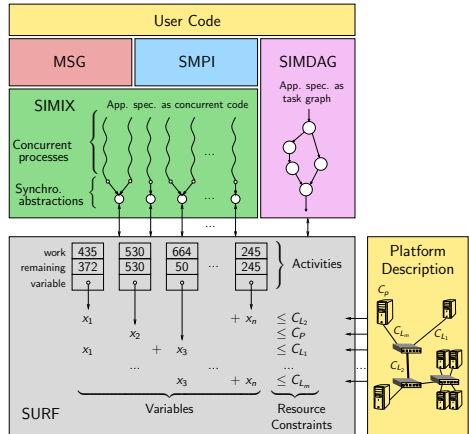 User Code
MSG
SMPI
SIMDAG
SIMIX
App. spec. as concurrent code
App. spec. as
task graph
Concurrent
processes
...
Synchro.
abstractions
...
work 435 530 664 245
remaining 372 530 50 ... 245
variable
Activities
Platform
Description
x1 + xn ≤ CL2
x2 ≤ CP
x1 + x3 ≤ CL1
... ... ... ...
x3 + xn ≤ CLm
CP
CLm
CL1
CL2
SURF
Variables
Resource
Constraints